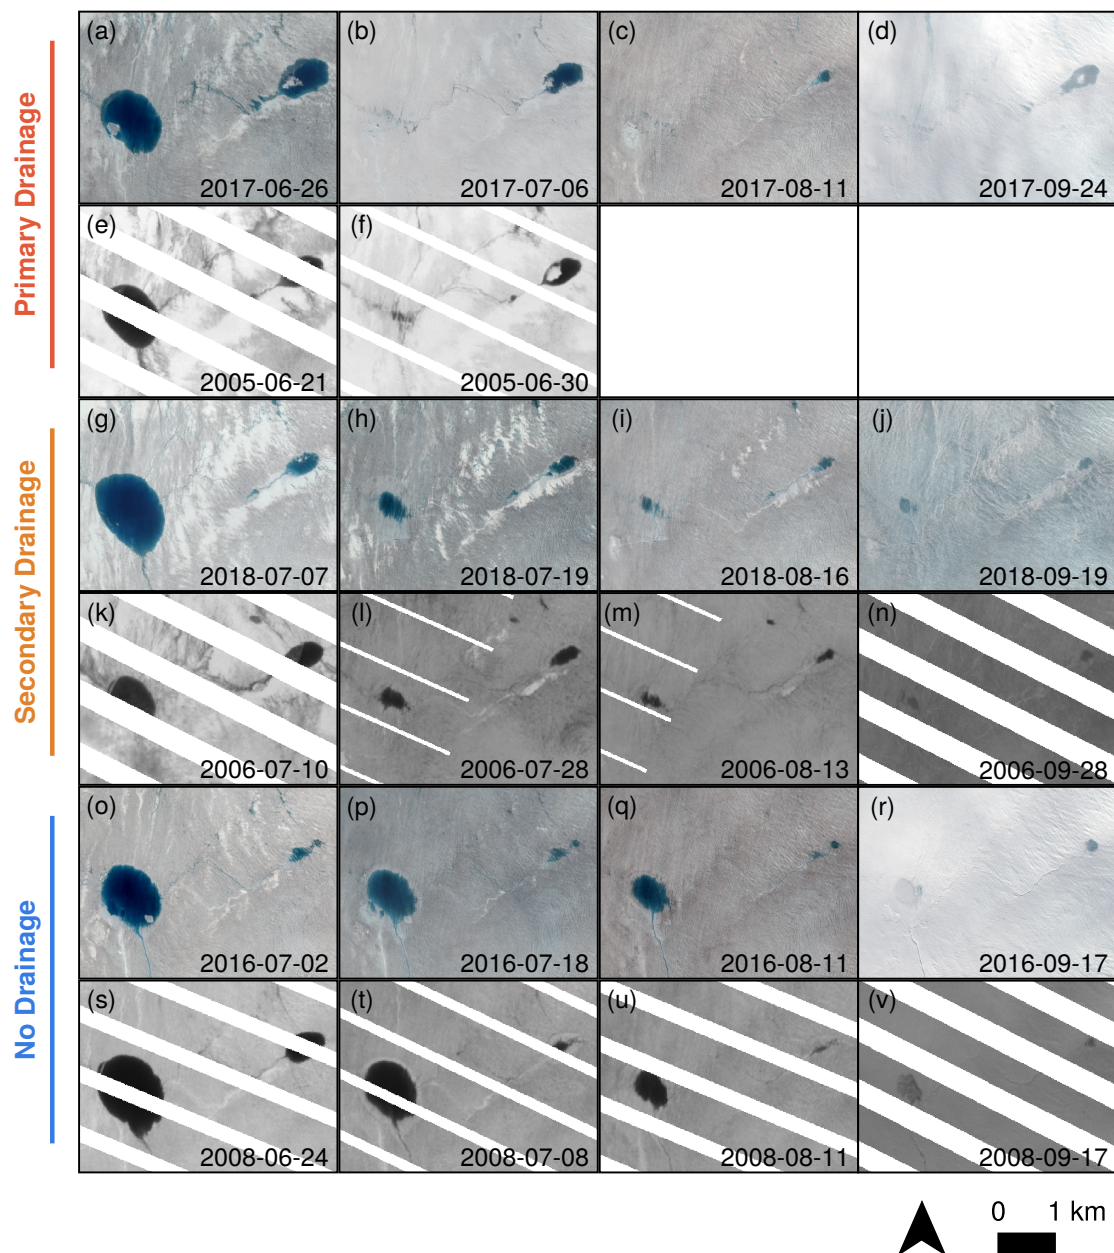 Primary Drainage
(a)
2017-06-26
(b)
2017-07-06
(c)
2017-08-11
(d)
2017-09-24
(e)
2005-06-21
(f)
2005-06-30
Secondary Drainage
(g)
2018-07-07
(h)
2018-07-19
(i)
2018-08-16
(j)
2018-09-19
(k)
2006-07-10
(l)
2006-07-28
(m)
2006-08-13
(n)
2006-09-28
No Drainage
(o)
2016-07-02
(p)
2016-07-18
(q)
2016-08-11
(r)
2016-09-17
(s)
2008-06-24
(t)
2008-07-08
(u)
2008-08-11
(v)
2008-09-17
0 1 km